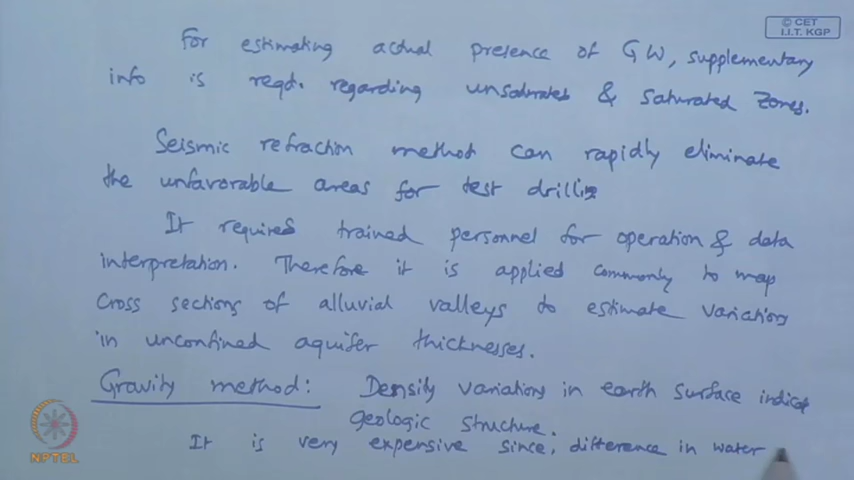 © CET
I.I.T. KGP
For estimating actual presence of GW, supplementary
info is reqd. regarding unsaturated & saturated zones.
Seismic refraction method can rapidly eliminate
the unfavorable areas for test drilling
It requires trained personnel for operation & data
interpretation. Therefore it is applied commonly to map
cross sections of alluvial valleys to estimate variations
in unconfined aquifer thicknesses.
Gravity method: Density variations in earth surface indicate
geologic structure.
It is very expensive since, difference in water
NPTEL